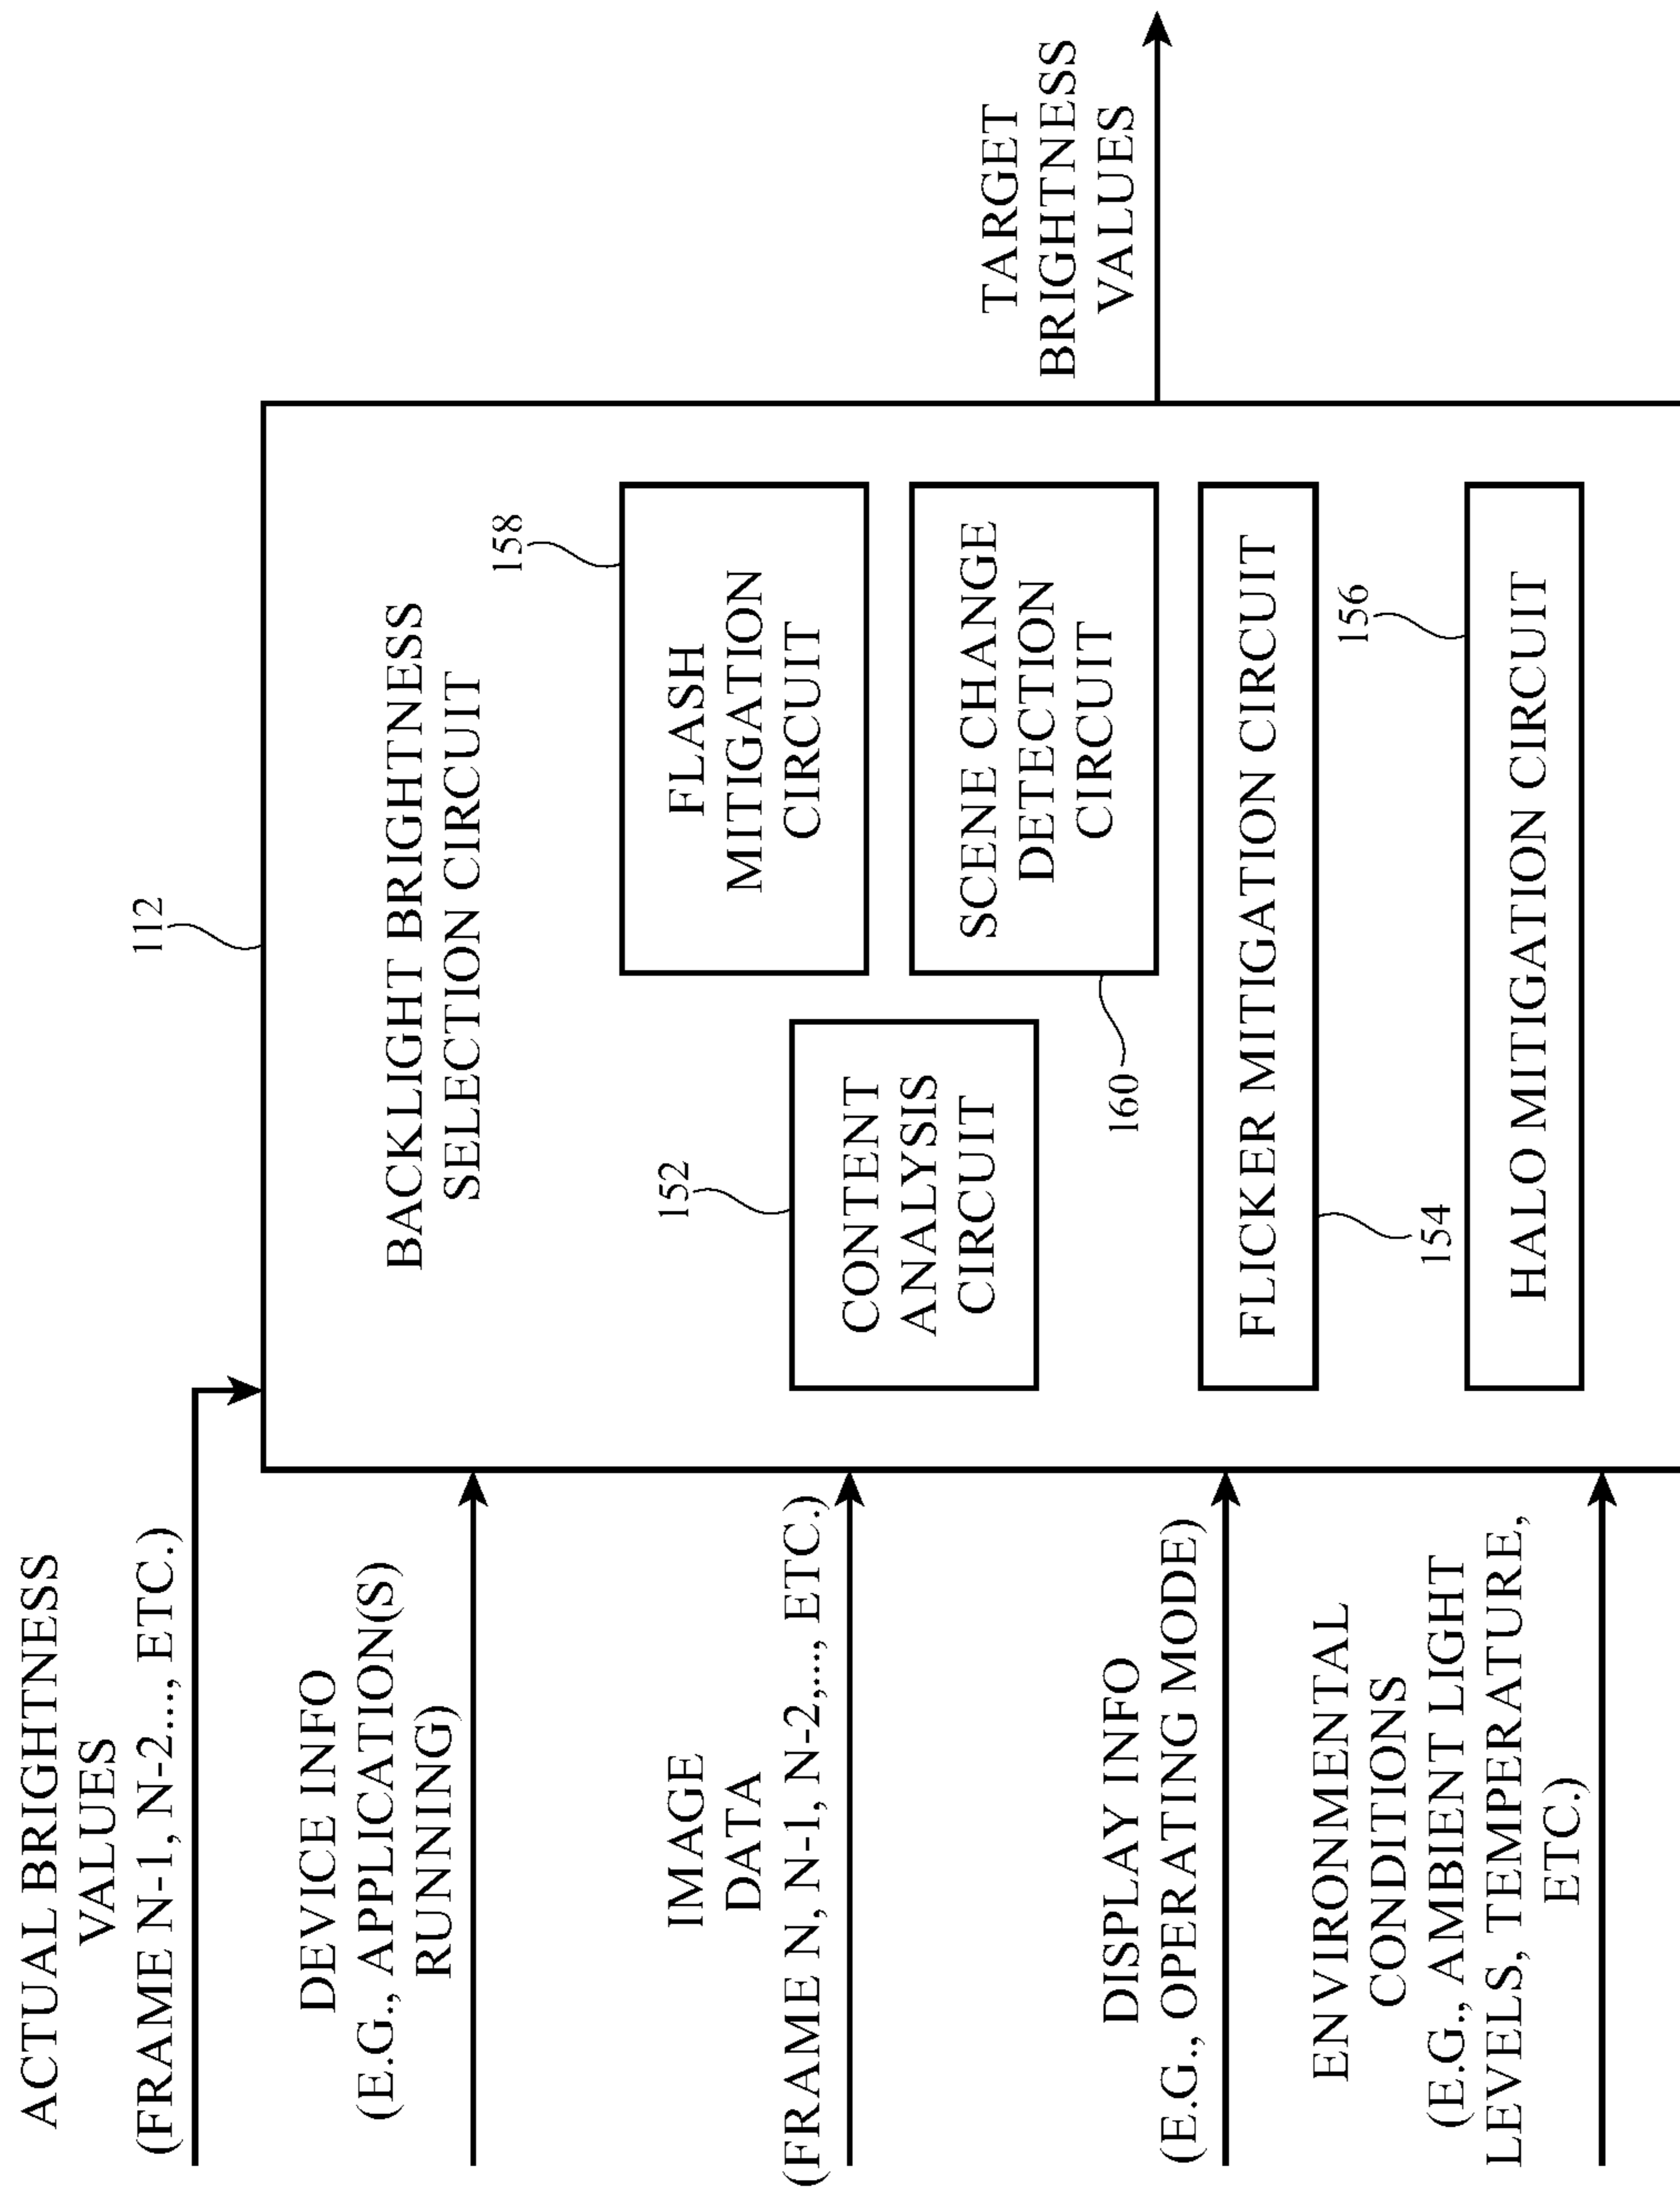 ACTUAL BRIGHTNESS
VALUES
(FRAME N-1, N-2..., ETC.)
DEVICE INFO
(E.G., APPLICATION(S)
RUNNING)
IMAGE
DATA
(FRAME N, N-1, N-2,..., ETC.)
DISPLAY INFO
(E.G., OPERATING MODE)
ENVIRONMENTAL
CONDITIONS
(E.G., AMBIENT LIGHT
LEVELS, TEMPERATURE,
ETC.)
112
BACKLIGHT BRIGHTNESS
SELECTION CIRCUIT
152
CONTENT
ANALYSIS
CIRCUIT
158
FLASH
MITIGATION
CIRCUIT
SCENE CHANGE
DETECTION
CIRCUIT
160
FLICKER MITIGATION CIRCUIT
154
156
HALO MITIGATION CIRCUIT
TARGET
BRIGHTNESS
VALUES